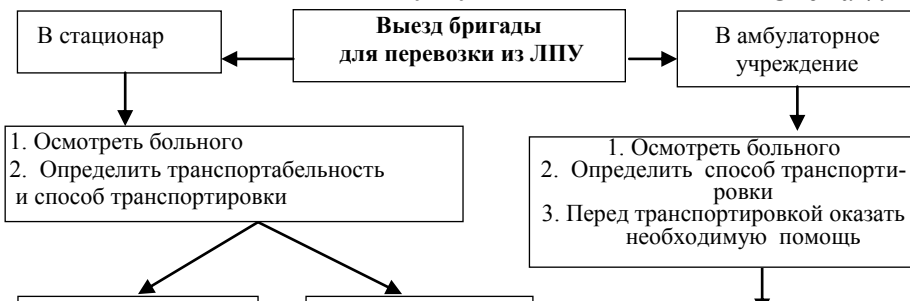 В стационар
Выезд бригады
для перевозки из ЛПУ
В амбулаторное
учреждение
1. Осмотреть больного
2. Определить транспортабельность
и способ транспортировки
1. Осмотреть больного
2. Определить способ транспорти-
ровки
3. Перед транспортировкой оказать
необходимую помощь